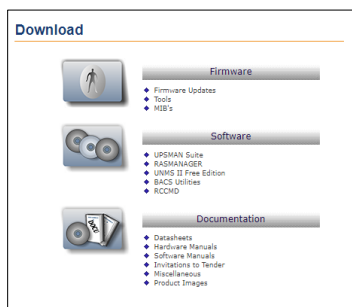 Download
Firmware
Firmware Updates
Tools
MIB's
Software
UPSMAN Suite
RASMANAGER
UNMS II Free Edition
BACS Utilities
RCCMD
DOCU
Documentation
Datasheets
Hardware Manuals
Software Manuals
Invitations to Tender
Miscellaneous
Product Images